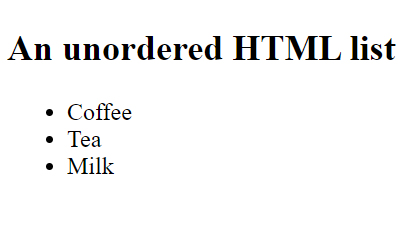 An unordered HTML list
• Coffee
• Tea
• Milk